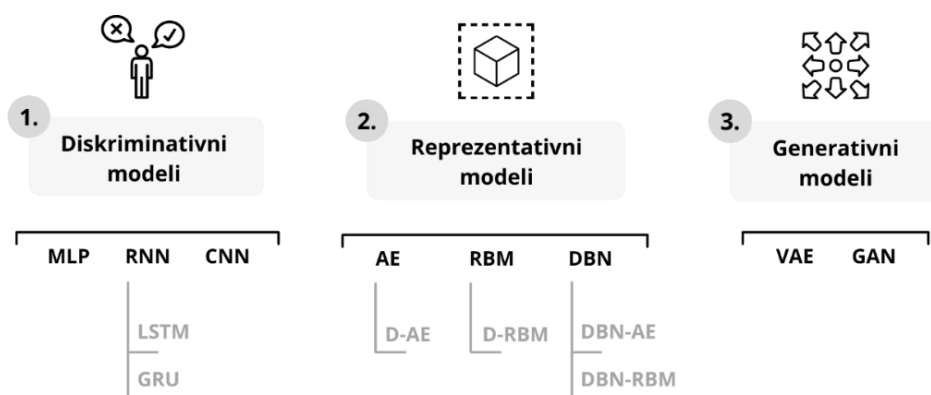 1.
Diskriminativni
modeli
MLP RNN CNN
LSTM
GRU
2.
Reprezentativni
modeli
AE RBM DBN
D-AE D-RBM DBN-AE
DBN-RBM
3.
Generativni
modeli
VAE GAN